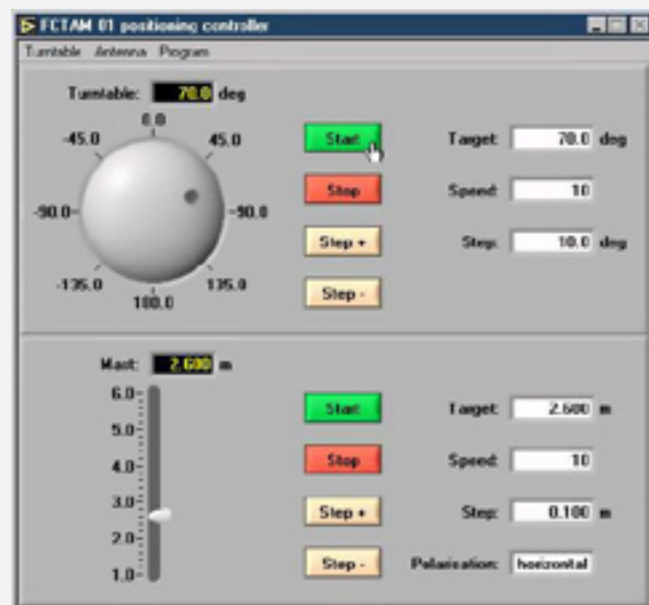 FCTAM 01 positioning controller
Turntable Antenna Program
Turntable: 70.0 deg
0.0
-45.0 45.0
-90.0 -90.0
-135.0 135.0
180.0
Start
Stop
Step +
Step -
Target: 70.0 deg
Speed: 10
Step: 10.0 deg
Mast: 2.600 m
6.0
5.0
4.0
3.0
2.0
1.0
Start
Stop
Step +
Step -
Target: 2.600 m
Speed: 10
Step: 0.100 m
Polarisation: horizontal